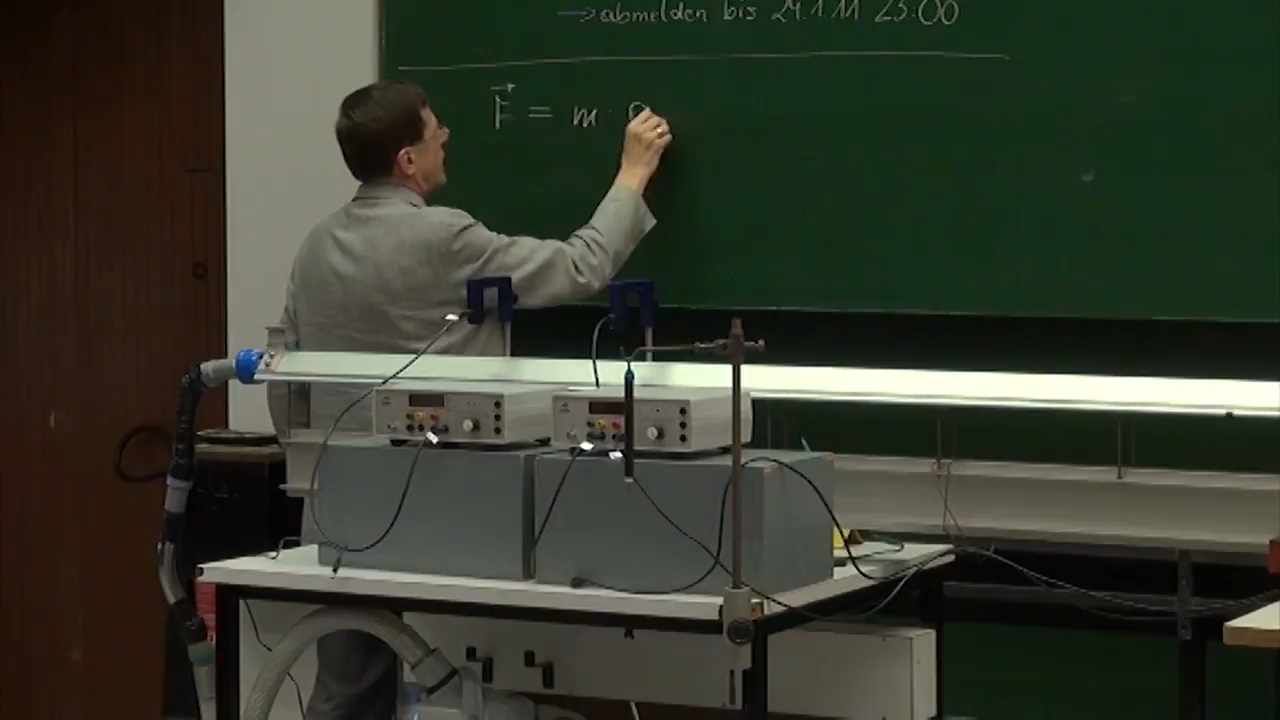 → abmelden bis 24.1.11 23:00
F⃗ = m · a